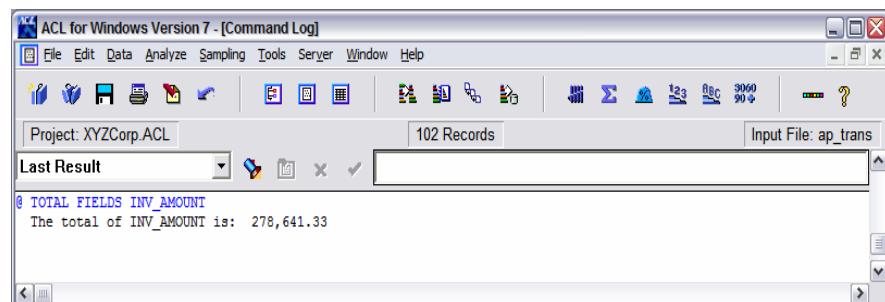 ACL for Windows Version 7 - [Command Log]
File Edit Data Analyze Sampling Tools Server Window Help
Project: XYZCorp.ACL 102 Records Input File: ap_trans
Last Result
@ TOTAL FIELDS INV_AMOUNT
The total of INV_AMOUNT is: 278,641.33